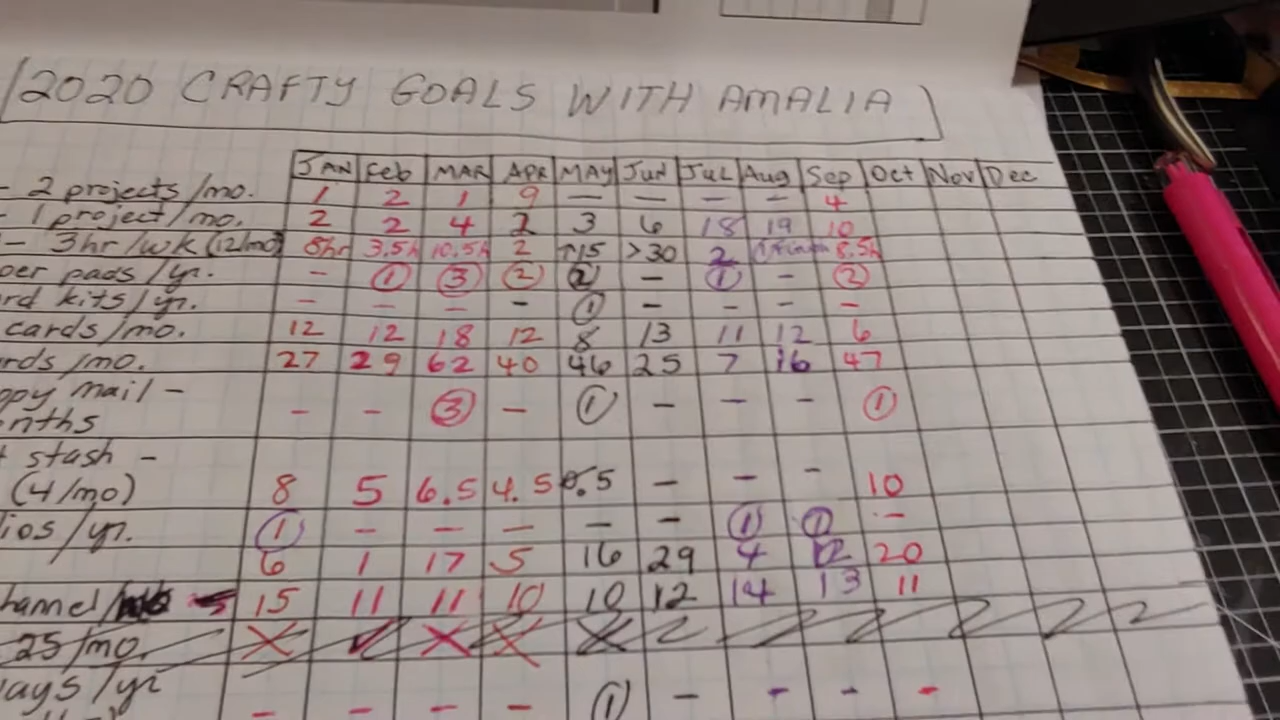 2020 CRAFTY GOALS WITH AMALIA
JAN Feb MAR APR MAY Jun Jul Aug Sep Oct Nov Dec
- 2 projects/mo. 1 2 1 9 — — — — 4
- 1 project/mo. 2 2 4 2 3 6 18 19 10
- 3hr/wk (12/mo) 8hr 3.5h 10.5h 2 15 >30 2 8.5h
per pads/yr. - 1 3 2 2 - 1 - 2
rd kits/yr. - - - - 1 - - - -
cards/mo. 12 12 18 12 8 13 11 12 6
rds/mo. 27 29 62 40 46 25 7 16 47
ppy mail -
nths - - 3 - 1 - - - 1
stash -
(4/mo) 8 5 6.5 4.5 .5 - - - 10
ios/yr. 1 - - - - - 1 1 -
6 1 17 5 16 29 4 12 20
hannel/ 15 11 11 10 10 12 14 13 11
25/mo.
ays/yr
- - - - 1 - - - -